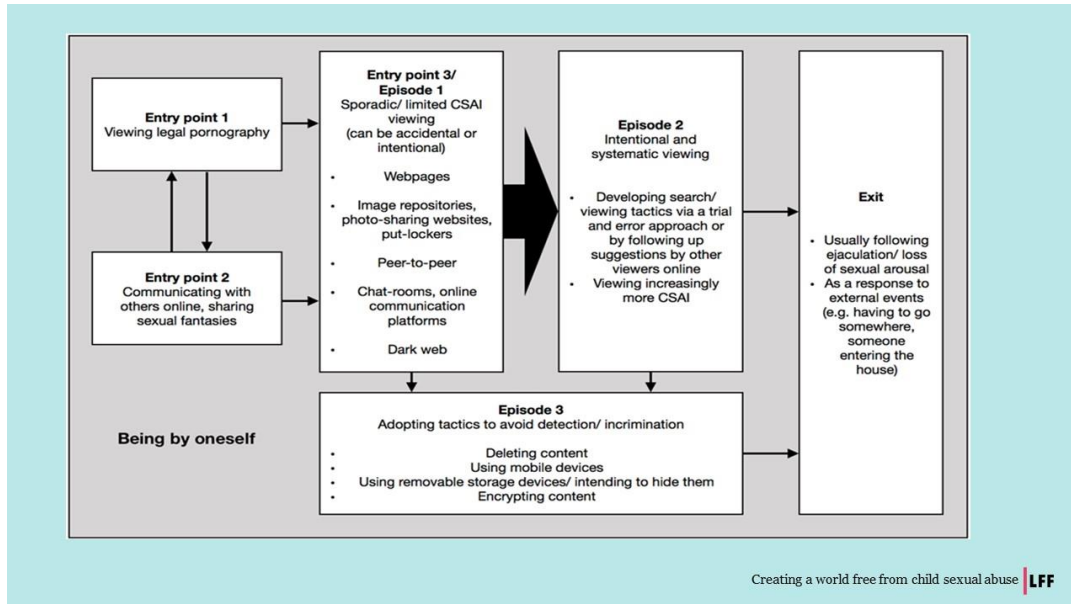 Entry point 1
Viewing legal pornography
Entry point 2
Communicating with
others online, sharing
sexual fantasies
Being by oneself
Entry point 3/
Episode 1
Sporadic/ limited CSAI
viewing
(can be accidental or
intentional)
• Webpages
• Image repositories,
photo-sharing websites,
put-lockers
• Peer-to-peer
• Chat-rooms, online
communication
platforms
• Dark web
Episode 2
Intentional and
systematic viewing
• Developing search/
viewing tactics via a trial
and error approach or
by following up
suggestions by other
viewers online
• Viewing increasingly
more CSAI
Episode 3
Adopting tactics to avoid detection/ incrimination
• Deleting content
• Using mobile devices
• Using removable storage devices/ intending to hide them
• Encrypting content
Exit
• Usually following
ejaculation/ loss
of sexual arousal
• As a response to
external events
(e.g. having to go
somewhere,
someone
entering the
house)
Creating a world free from child sexual abuse LFF